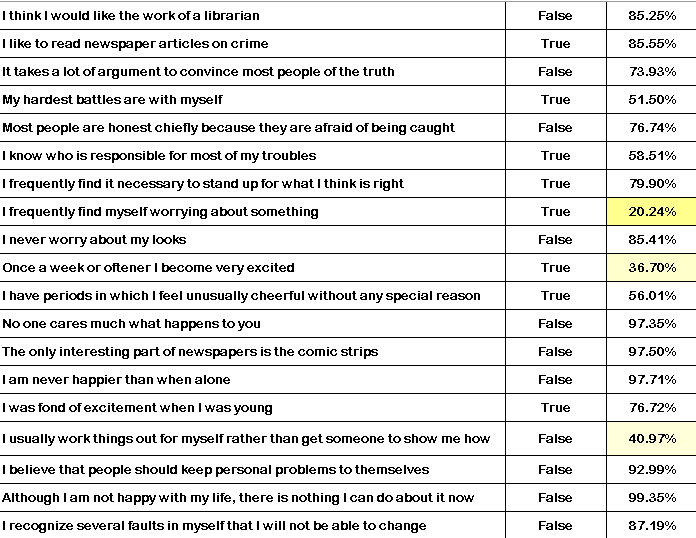 I think I would like the work of a librarian False 85.25%
I like to read newspaper articles on crime True 85.55%
It takes a lot of argument to convince most people of the truth False 73.93%
My hardest battles are with myself True 51.50%
Most people are honest chiefly because they are afraid of being caught False 76.74%
I know who is responsible for most of my troubles True 58.51%
I frequently find it necessary to stand up for what I think is right True 79.90%
I frequently find myself worrying about something True 20.24%
I never worry about my looks False 85.41%
Once a week or oftener I become very excited True 36.70%
I have periods in which I feel unusually cheerful without any special reason True 56.01%
No one cares much what happens to you False 97.35%
The only interesting part of newspapers is the comic strips False 97.50%
I am never happier than when alone False 97.71%
I was fond of excitement when I was young True 76.72%
I usually work things out for myself rather than get someone to show me how False 40.97%
I believe that people should keep personal problems to themselves False 92.99%
Although I am not happy with my life, there is nothing I can do about it now False 99.35%
I recognize several faults in myself that I will not be able to change False 87.19%